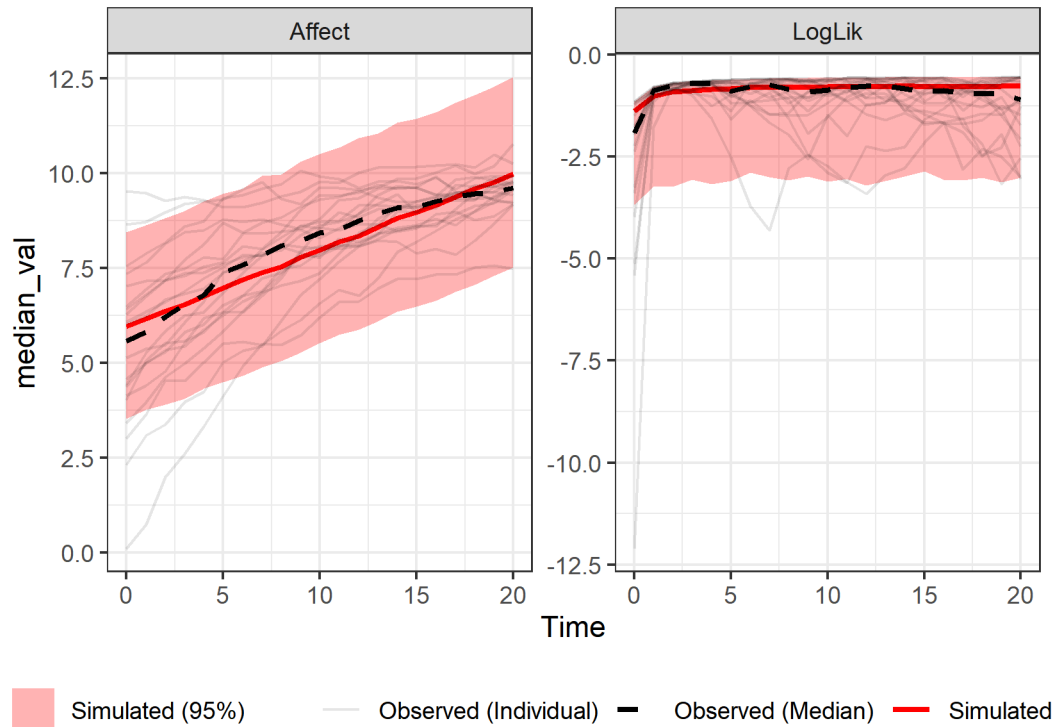 Affect
LogLik
12.5
10.0
7.5
5.0
2.5
0.0
0.0
-2.5
-5.0
-7.5
-10.0
-12.5
median_val
0 5 10 15 20
0 5 10 15 20
Time
Simulated (95%) Observed (Individual) Observed (Median) Simulated